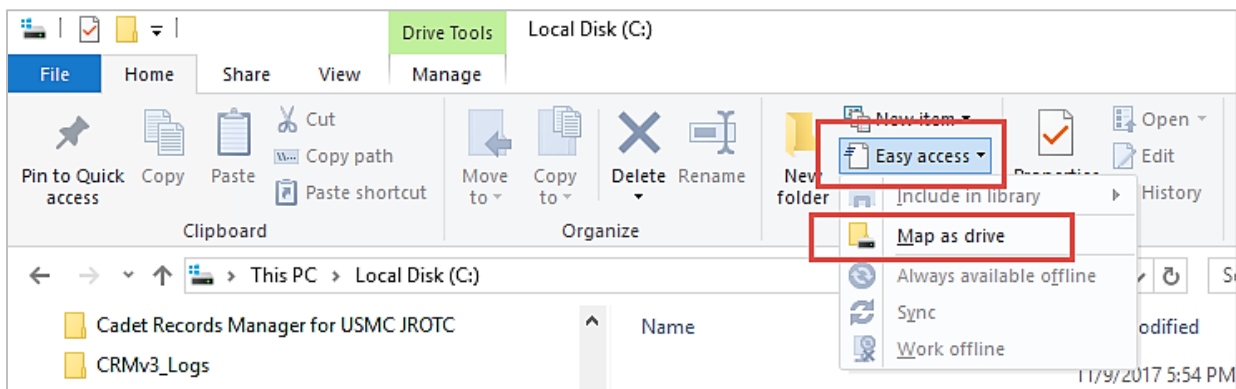 Drive Tools
Local Disk (C:)
File
Home
Share
View
Manage
Pin to Quick
access
Copy
Paste
Cut
Copy path
Paste shortcut
Clipboard
Move
to
Copy
to
Delete
Rename
Organize
New
folder
New item
Easy access
Properties
Open
Edit
History
Include in library
Map as drive
Always available offline
Sync
Work offline
This PC
Local Disk (C:)
Cadet Records Manager for USMC JROTC
CRMv3_Logs
Name
odified
11/9/2017 5:54 PM